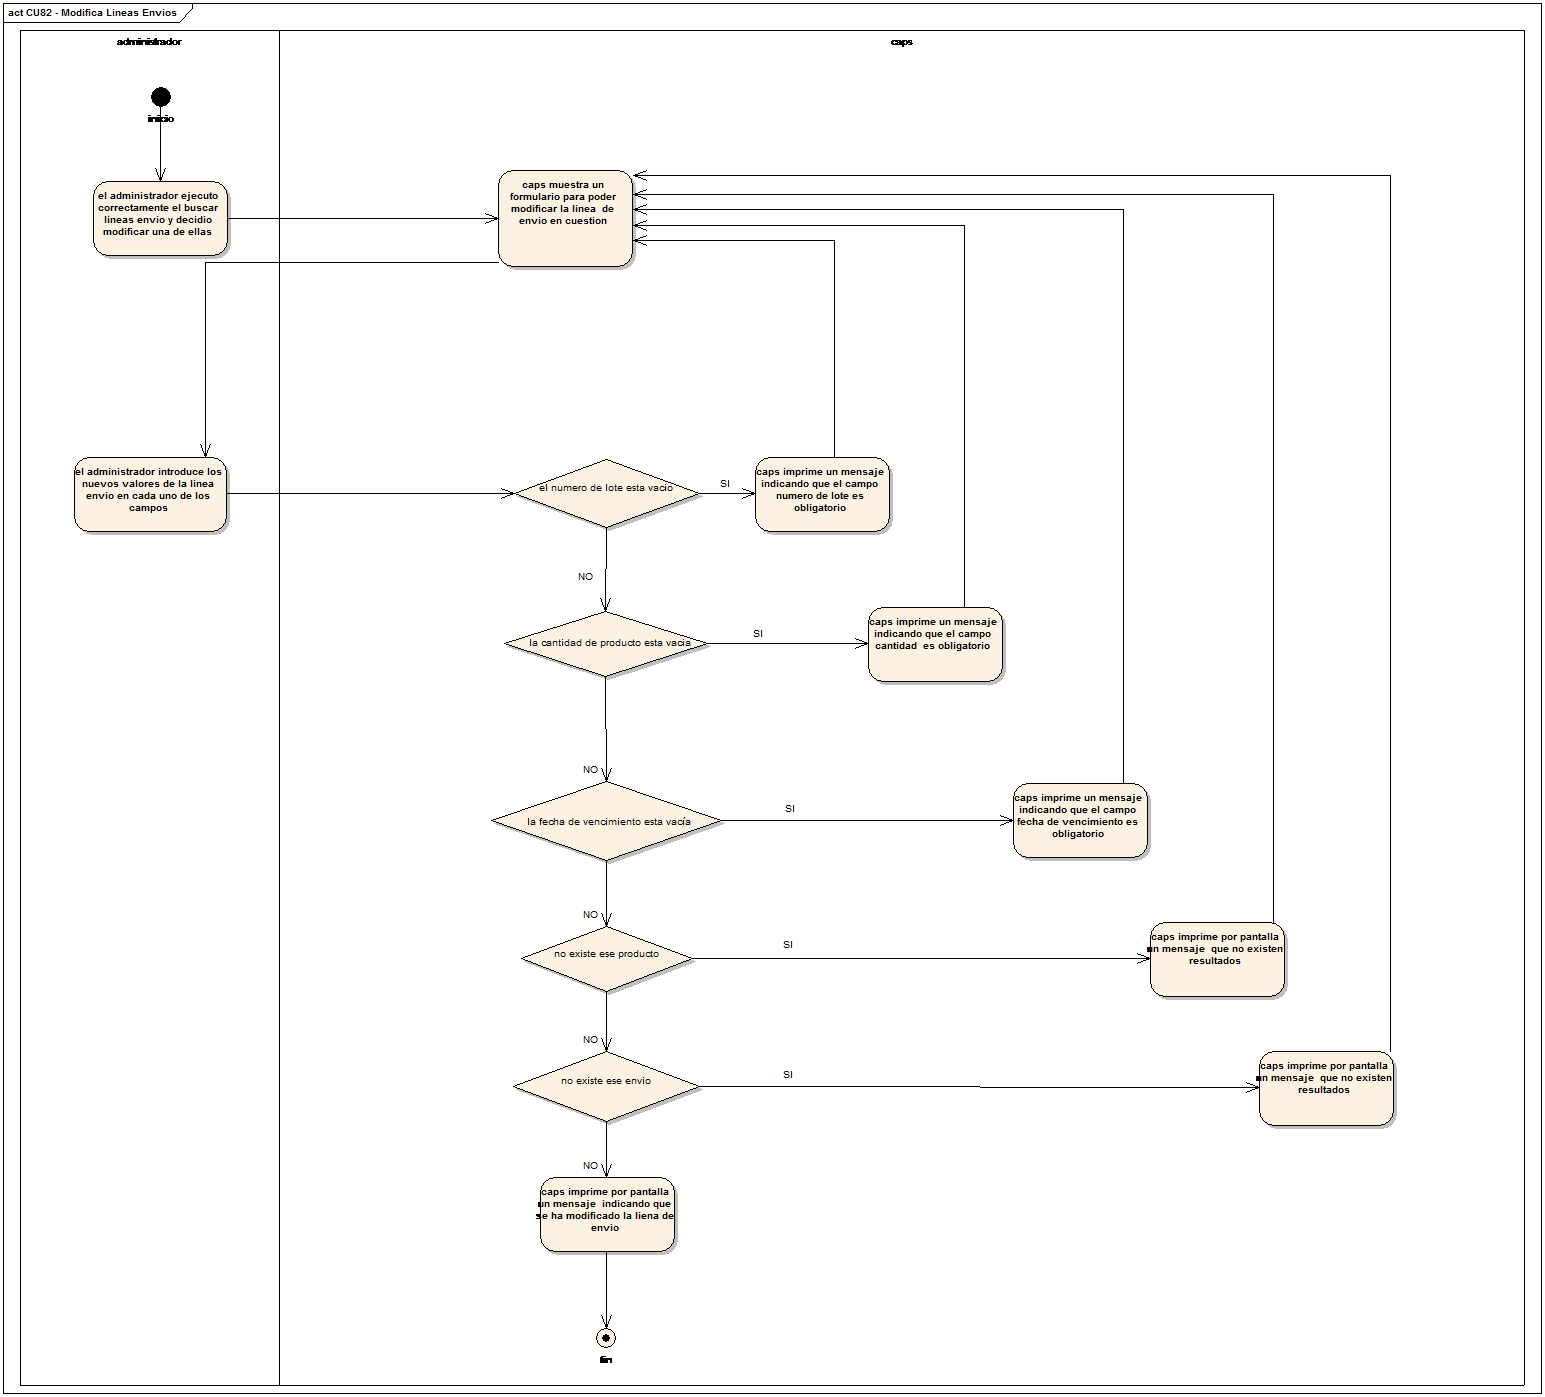 act CU82 - Modifica Lineas Envios
administrador
caps
inicio
el administrador ejecuto
correctamente el buscar
lineas envio y decidio
modificar una de ellas
caps muestra un
formulario para poder
modificar la linea  de
envio en cuestion
el administrador introduce los
nuevos valores de la linea
envio en cada uno de los
campos
el numero de lote esta vacio
SI
caps imprime un mensaje
indicando que el campo
numero de lote es
obligatorio
NO
la cantidad de producto esta vacia
SI
caps imprime un mensaje
indicando que el campo
cantidad  es obligatorio
NO
la fecha de vencimiento esta vacía
SI
caps imprime un mensaje
indicando que el campo
fecha de vencimiento es
obligatorio
NO
no existe ese producto
SI
caps imprime por pantalla
un mensaje  que no existen
resultados
NO
no existe ese envio
SI
caps imprime por pantalla
un mensaje  que no existen
resultados
NO
caps imprime por pantalla
un mensaje  indicando que
se ha modificado la liena de
envio
fin